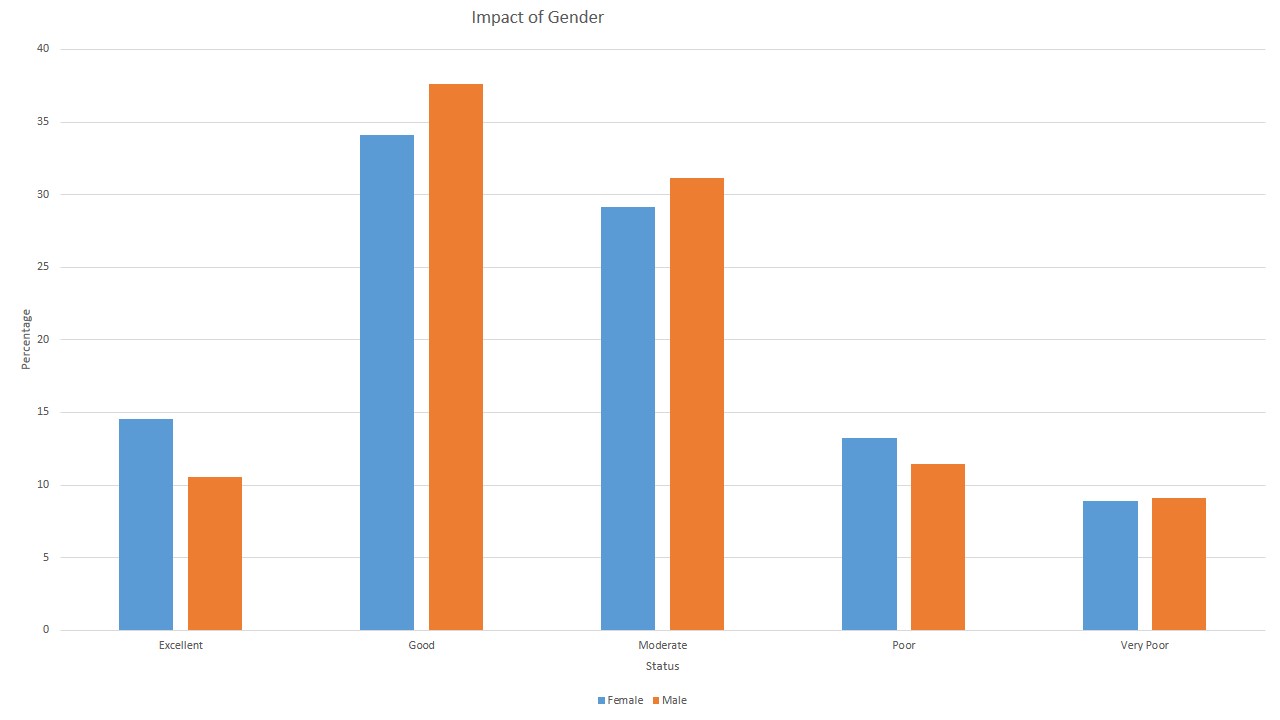 Impact of Gender
40
35
30
25
20
15
10
5
0
Percentage
Excellent Good Moderate Poor Very Poor
Status
Female Male